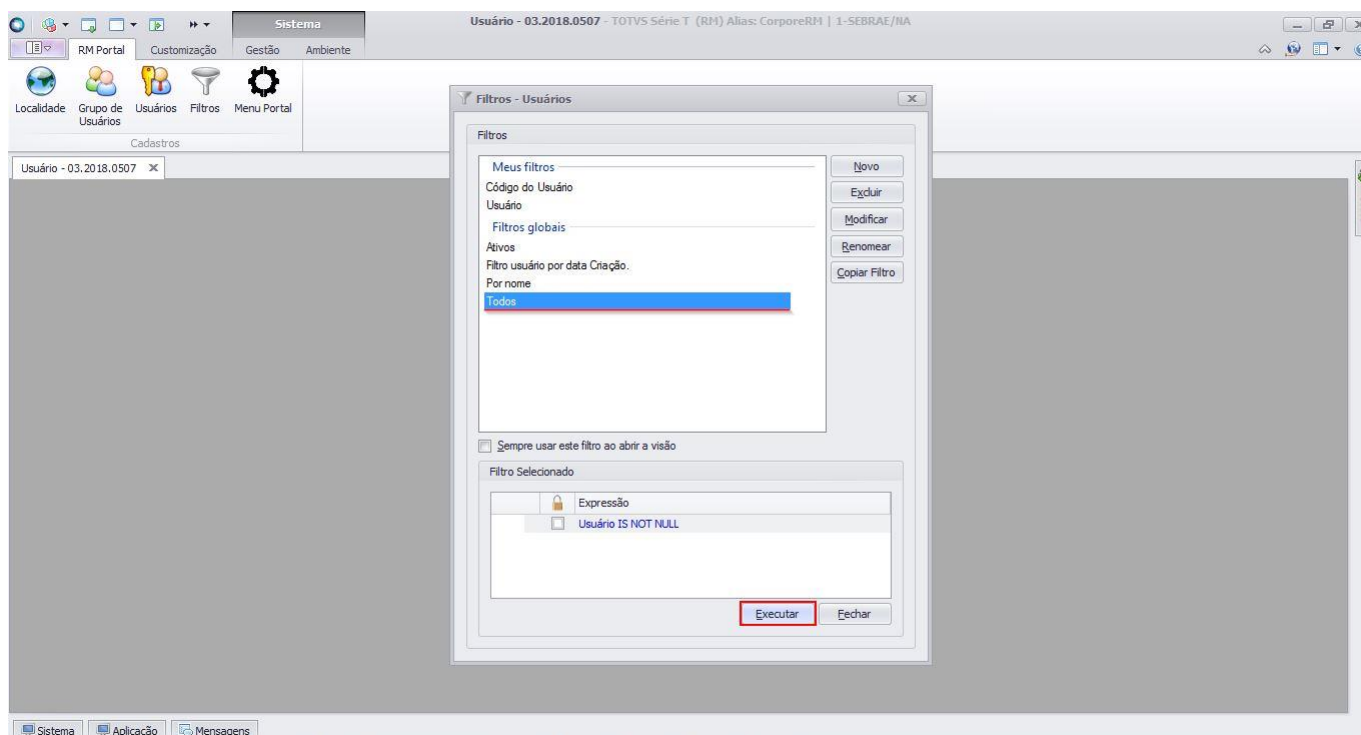 Sistema
Usuário - 03.2018.0507 - TOTVS Série T (RM) Alias: CorporeRM | 1-SEBRAE/NA
RM Portal Customização Gestão Ambiente
Localidade Grupo de Usuários Usuários Filtros Menu Portal
Cadastros
Usuário - 03.2018.0507
Filtros - Usuários
Filtros
Meus filtros
Código do Usuário
Usuário
Filtros globais
Ativos
Filtro usuário por data Criação.
Por nome
Todos
Novo
Excluir
Modificar
Renomear
Copiar Filtro
Sempre usar este filtro ao abrir a visão
Filtro Selecionado
Expressão
Usuário IS NOT NULL
Executar Fechar
Sistema Aplicação Mensagens